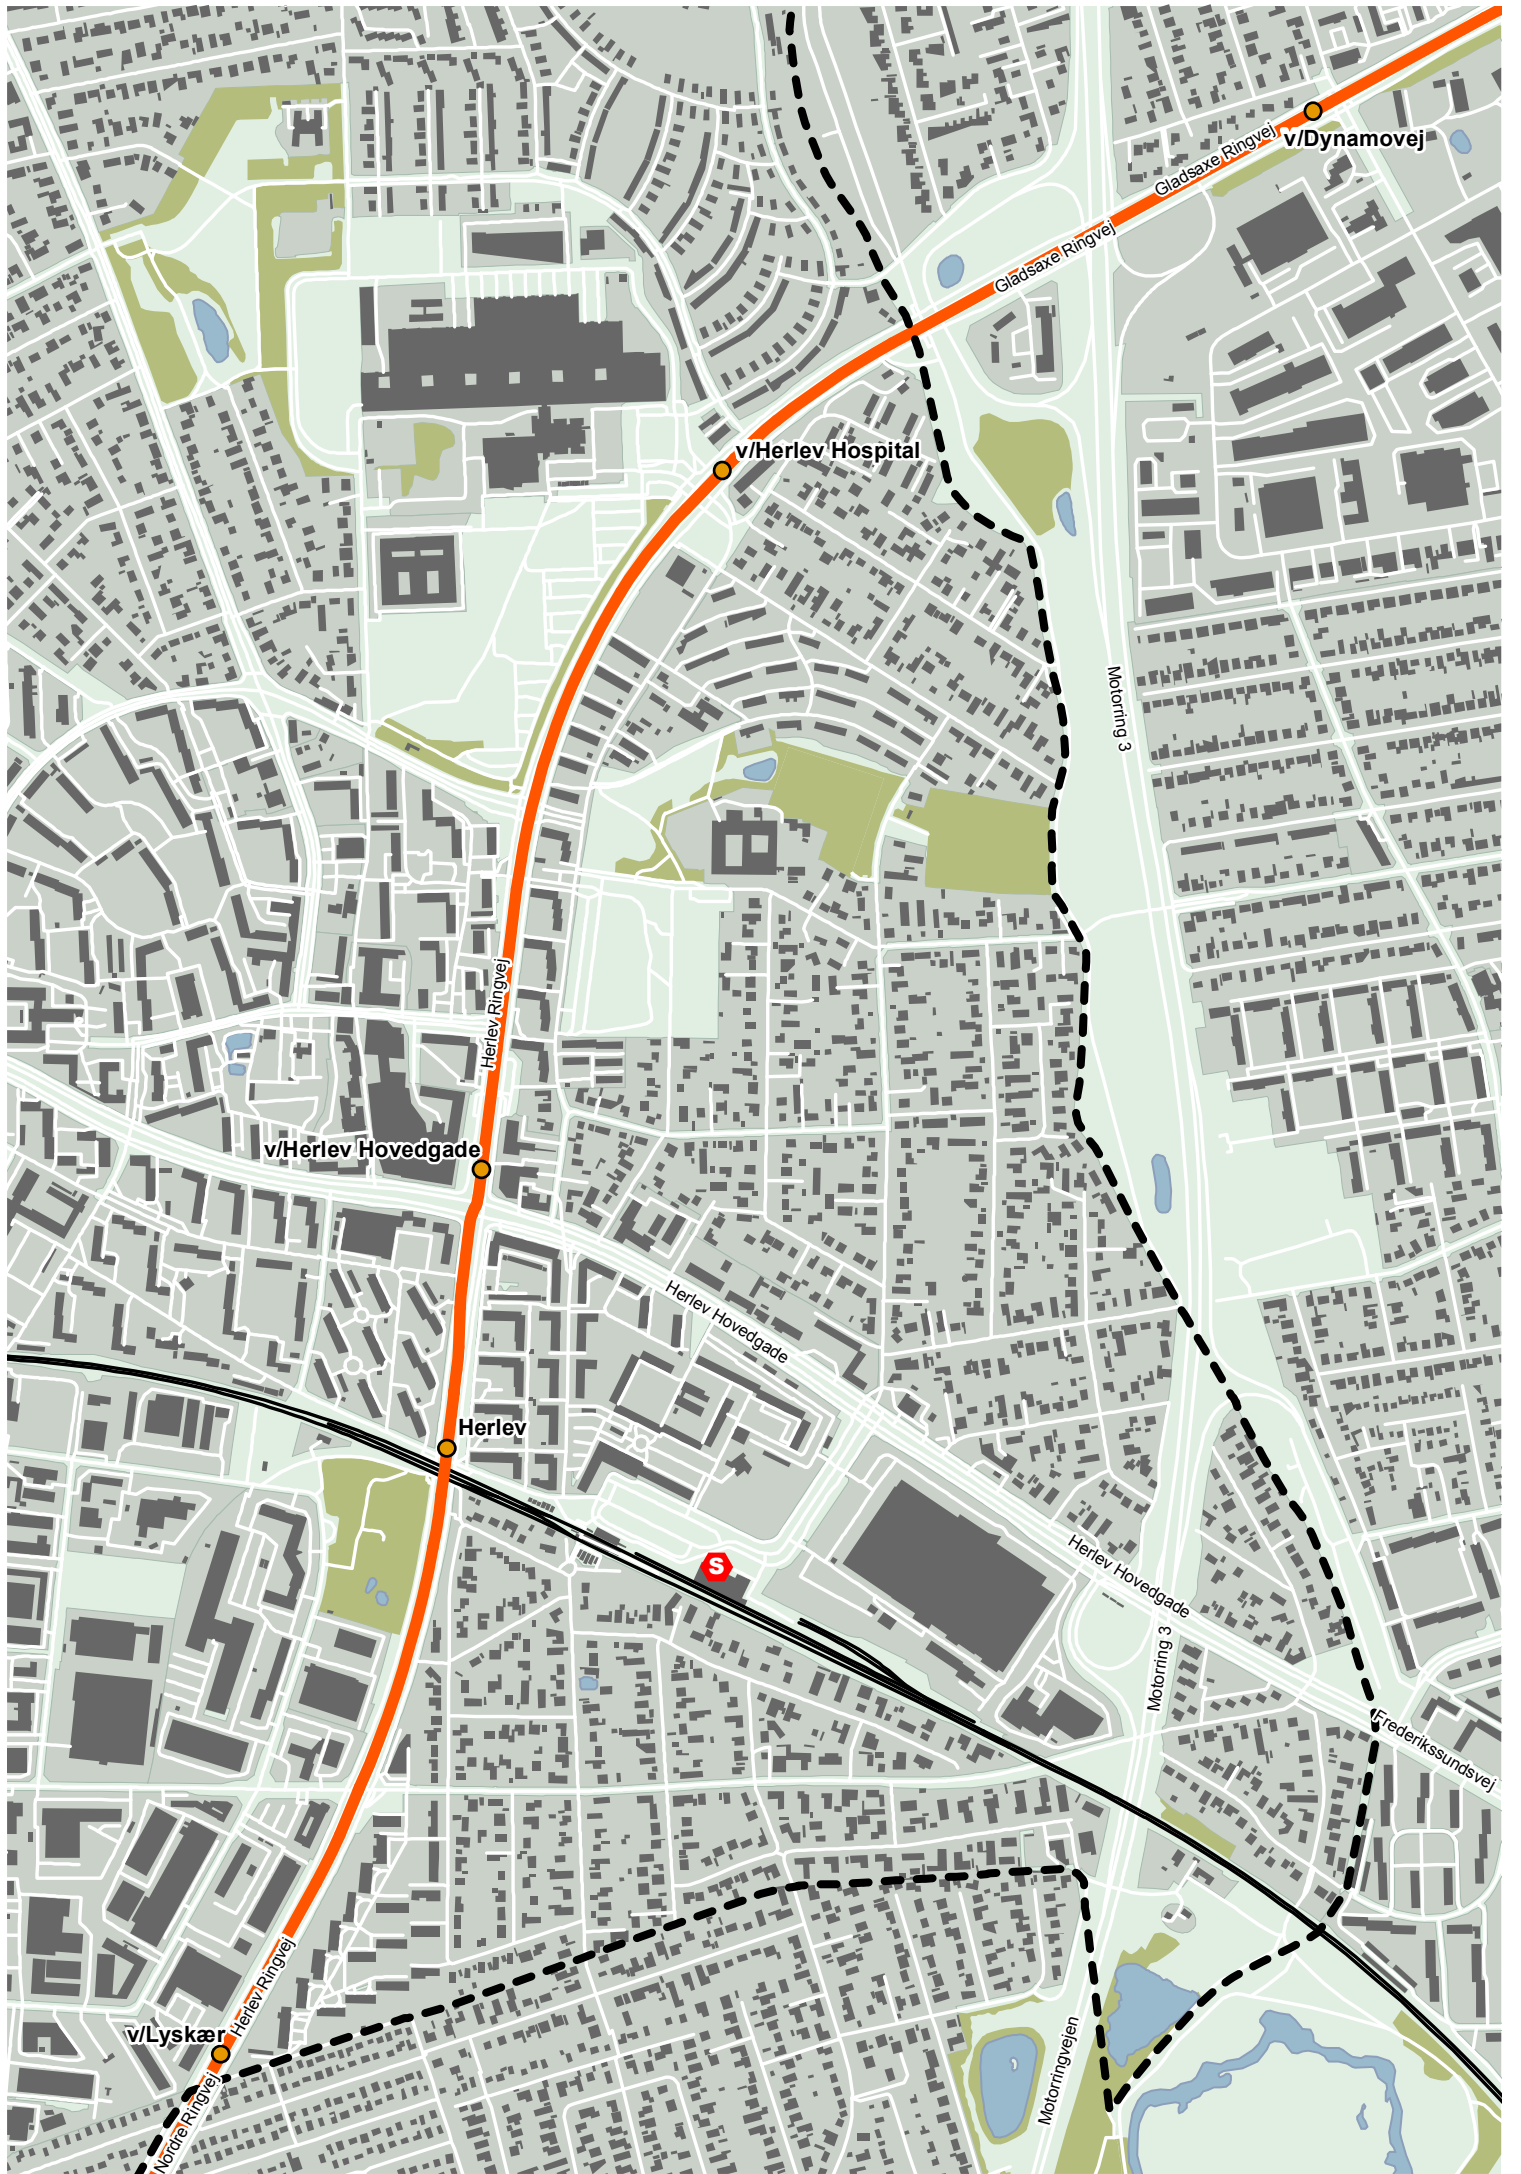 v/Dynamovej
Gladsaxe Ringvej
Gladsaxe Ringvej
v/Herlev Hospital
Motorring 3
Herlev Ringvej
v/Herlev Hovedgade
Herlev Hovedgade
Herlev
S
Herlev Hovedgade
Motorring 3
Frederikssundsvej
Herlev Ringvej
v/Lyskær
Motorringvejen
Nordre Ringvej